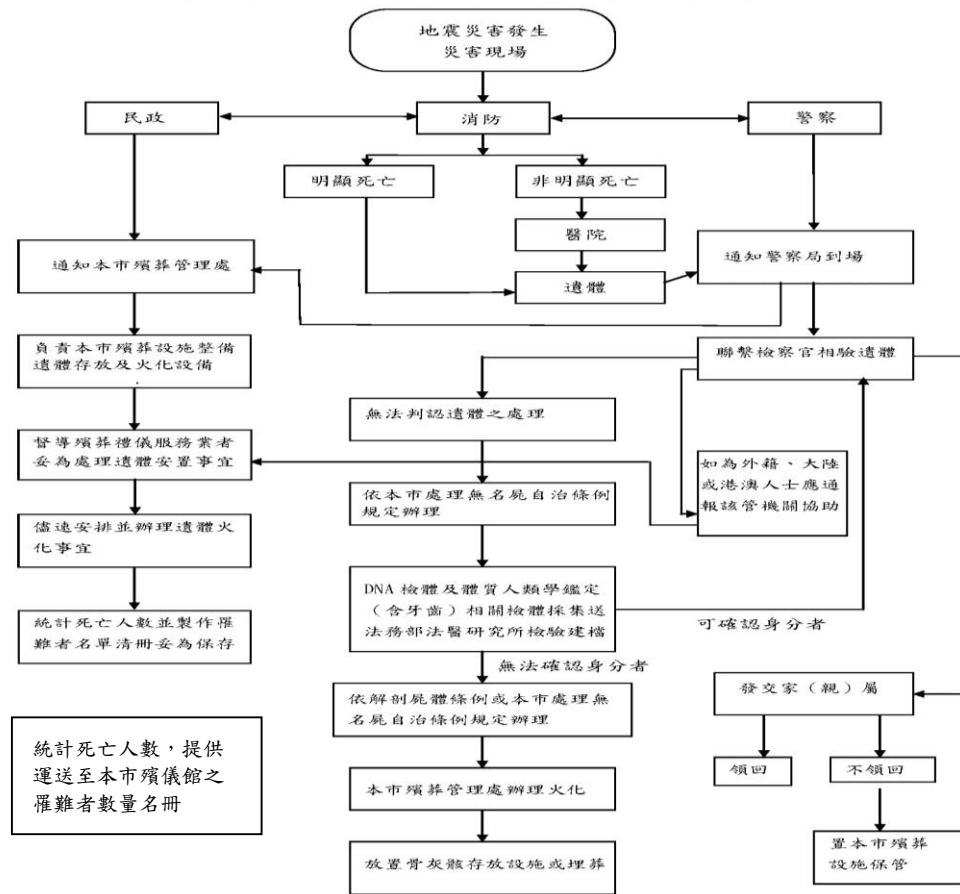 地震災害發生
災害現場
民政
消防
警察
明顯死亡
非明顯死亡
醫院
遺體
通知本市殯葬管理處
通知警察局到場
負責本市殯葬設施整備
遺體存放及火化設備
.
聯繫檢察官相驗遺體
無法判認遺體之處理
督導殯葬禮儀服務業者
妥為處理遺體安置事宜
如為外籍、大陸
或港澳人士應通
報該管機關協助
依本市處理無名屍自治條例
規定辦理
儘速安排並辦理遺體火
化事宜
DNA 檢體及體質人類學鑑定
（含牙齒）相關檢體採集送
法務部法醫研究所檢驗建檔
可確認身分者
統計死亡人數並製作罹
難者名單清冊妥為保存
無法確認身分者
依解剖屍體條例或本市處理無
名屍自治條例規定辦理
發交家（親）屬
統計死亡人數，提供
運送至本市殯儀館之
罹難者數量名冊
領回
不領回
本市殯葬管理處辦理火化
置本市殯葬
設施保管
放置骨灰骸存放設施或埋葬